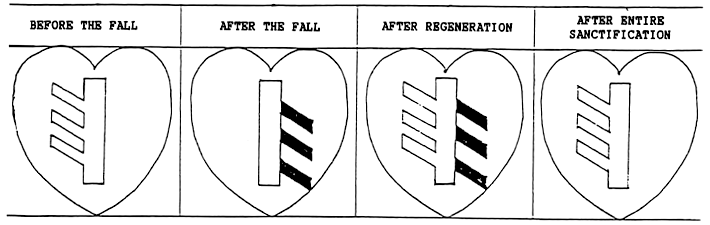 BEFORE THE FALL
AFTER THE FALL
AFTER REGENERATION
AFTER ENTIRE
SANCTIFICATION